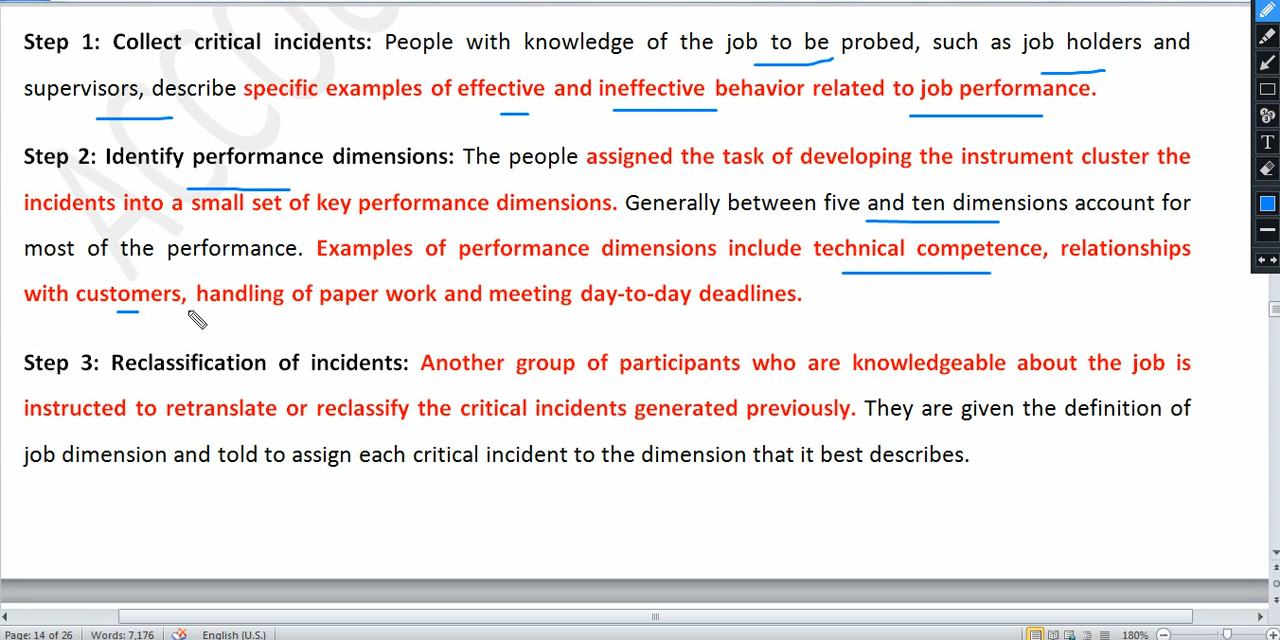 Step 1: Collect critical incidents: People with knowledge of the job to be probed, such as job holders and
supervisors, describe specific examples of effective and ineffective behavior related to job performance.
Step 2: Identify performance dimensions: The people assigned the task of developing the instrument cluster the
incidents into a small set of key performance dimensions. Generally between five and ten dimensions account for
most of the performance. Examples of performance dimensions include technical competence, relationships
with customers, handling of paper work and meeting day-to-day deadlines.
Step 3: Reclassification of incidents: Another group of participants who are knowledgeable about the job is
instructed to retranslate or reclassify the critical incidents generated previously. They are given the definition of
job dimension and told to assign each critical incident to the dimension that it best describes.
ACCO
T
Page: 14 of 26 Words: 7,176 English (U.S.) 180%